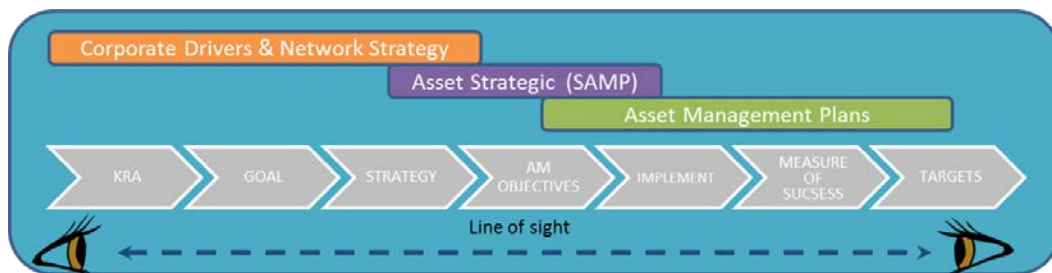 Corporate Drivers & Network Strategy
Asset Strategic (SAMP)
Asset Management Plans
KRA
GOAL
STRATEGY
AM
OBJECTIVES
IMPLEMENT
MEASURE
OF
SUCSESS
TARGETS
Line of sight